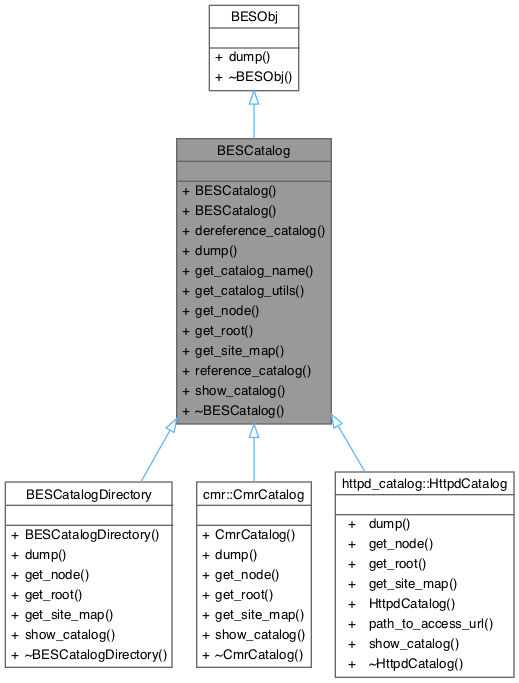 BESObj
+ dump()
+ ~BESObj()
BESCatalog
+ BESCatalog()
+ BESCatalog()
+ dereference_catalog()
+ dump()
+ get_catalog_name()
+ get_catalog_utils()
+ get_node()
+ get_root()
+ get_site_map()
+ reference_catalog()
+ show_catalog()
+ ~BESCatalog()
BESCatalogDirectory
+ BESCatalogDirectory()
+ dump()
+ get_node()
+ get_root()
+ get_site_map()
+ show_catalog()
+ ~BESCatalogDirectory()
cmr::CmrCatalog
+ CmrCatalog()
+ dump()
+ get_node()
+ get_root()
+ get_site_map()
+ show_catalog()
+ ~CmrCatalog()
httpd_catalog::HttpdCatalog
+ dump()
+ get_node()
+ get_root()
+ get_site_map()
+ HttpdCatalog()
+ path_to_access_url()
+ show_catalog()
+ ~HttpdCatalog()